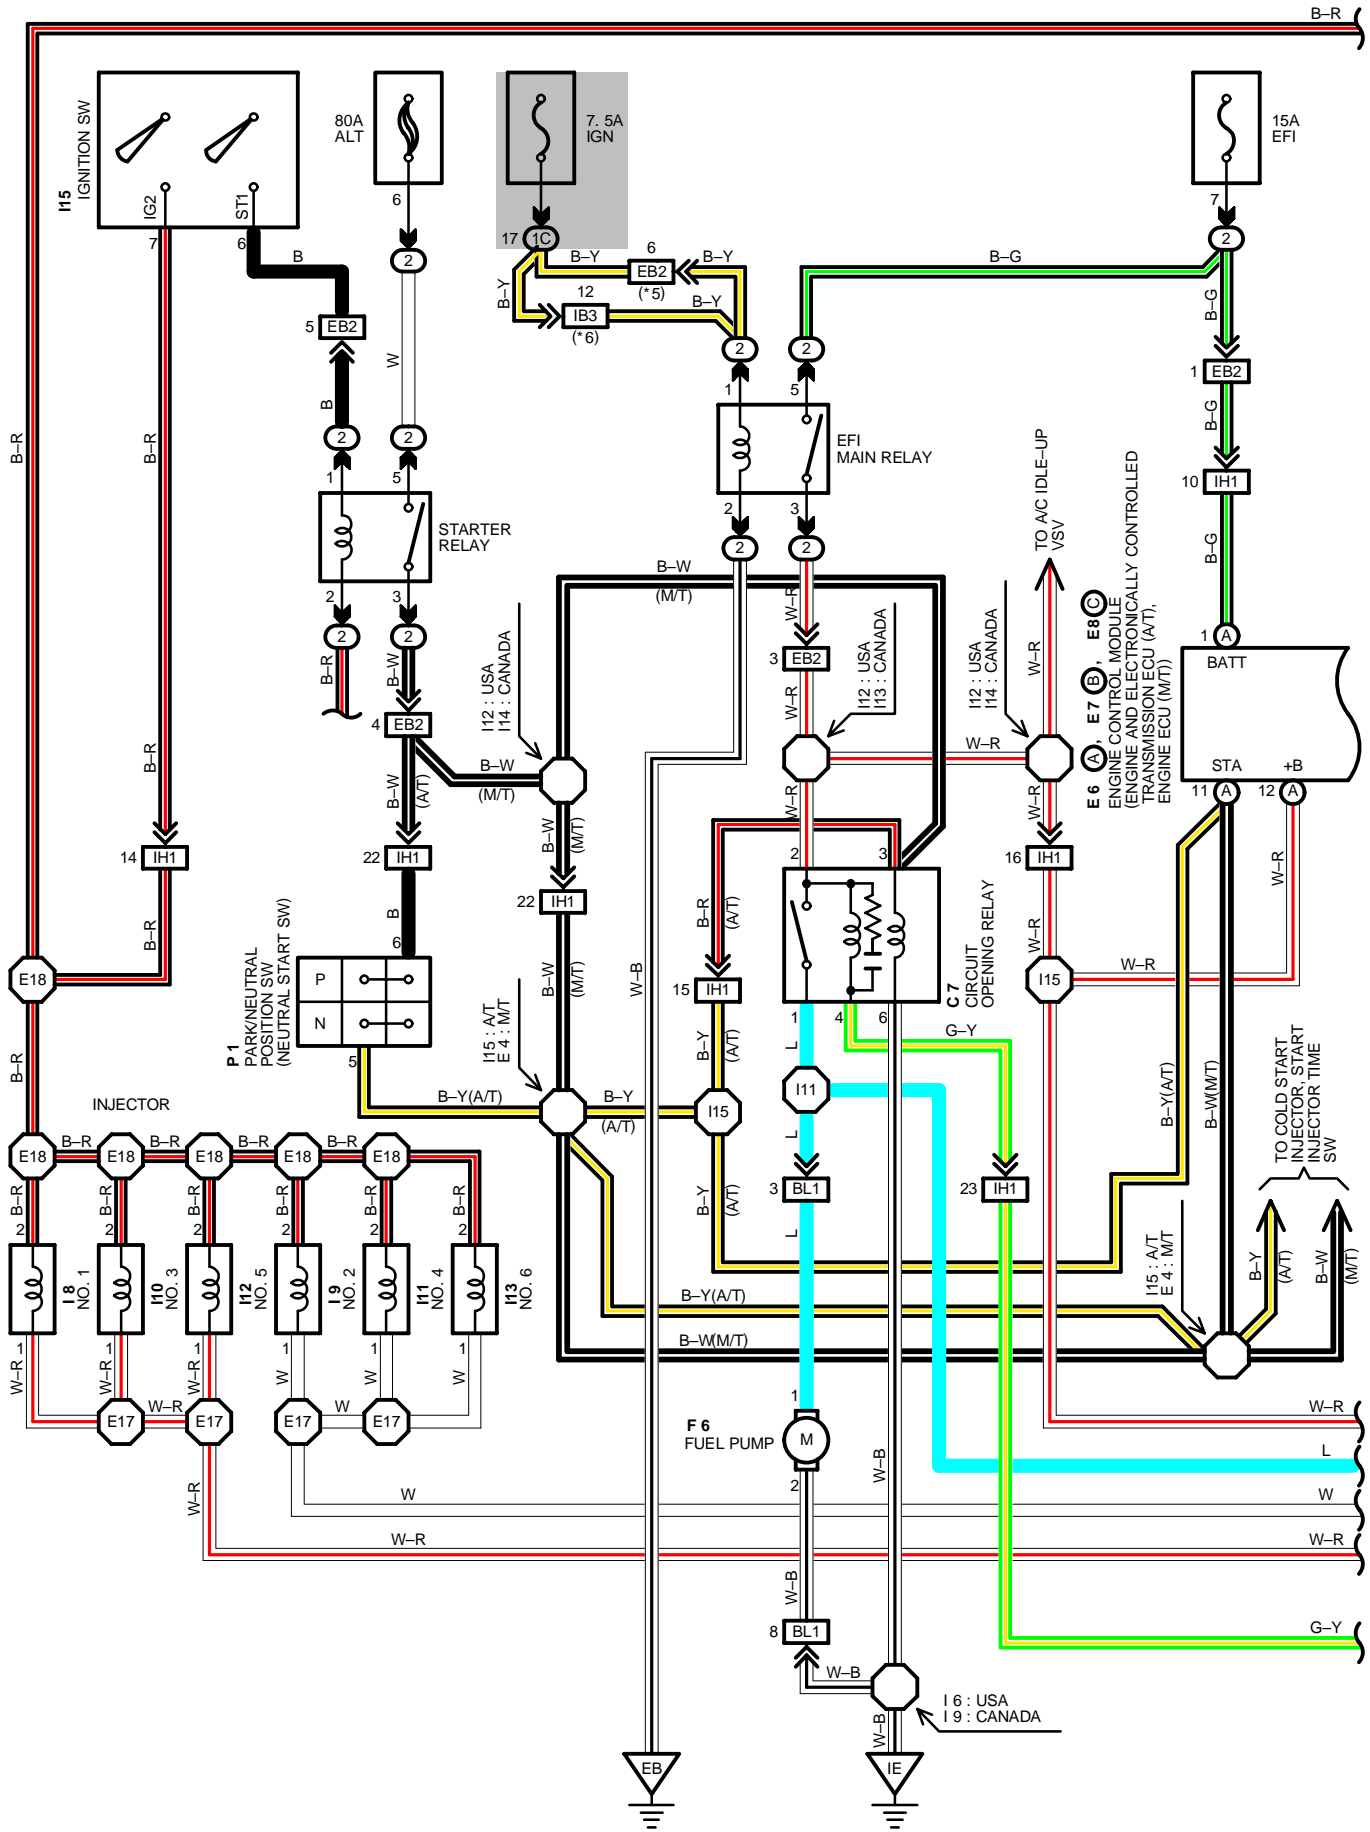 B–R
I15
IGNITION SW
IG2
ST1
7
6
80A
ALT
6
2
7. 5A
IGN
17
1C
15A
EFI
7
2
B
5
EB2
B
W
B–Y
B–Y
6
EB2
(*5)
B–Y
12
IB3
(*6)
B–Y
B–G
B–G
1
EB2
B–G
10
IH1
B–G
2
2
1
5
STARTER
RELAY
2
3
2
2
2
2
1
5
EFI
MAIN RELAY
2
3
2
2
B–R
B–R
B–R
B–W
4
EB2
B–W
(A/T)
B–W
(M/T)
I12 : USA
I14 : CANADA
B–W
(M/T)
W–R
3
EB2
W–R
I12 : USA
I13 : CANADA
I12 : USA
I14 : CANADA
TO A/C IDLE–UP
VSV
W–R
W–R
E 6 A , E 7 B , E8 C
ENGINE CONTROL MODULE
(ENGINE AND ELECTRONICALLY CONTROLLED
TRANSMISSION ECU (A/T),
ENGINE ECU (M/T))
1
A
BATT
STA
+B
11
A
12
A
B–R
14
IH1
B–R
22
IH1
B
6
B–W
(M/T)
22
IH1
B–W
(M/T)
W–B
W–R
2
3
B–R
(A/T)
15
IH1
B–Y
(A/T)
C 7
CIRCUIT
OPENING RELAY
1
4
6
W–R
16
IH1
W–R
I15
W–R
W–R
E18
P
N
P 1
PARK/NEUTRAL
POSITION SW
(NEUTRAL START SW)
5
B–Y(A/T)
I15 : A/T
E 4 : M/T
B–Y
(A/T)
I15
B–Y
(A/T)
L
I11
L
3
BL1
L
G–Y
23
IH1
B–Y(A/T)
B–W(M/T)
TO COLD START
INJECTOR, START
INJECTOR TIME
SW
I15 : A/T
E 4 : M/T
B–Y
(A/T)
B–W
(M/T)
B–R
INJECTOR
E18
B–R
E18
B–R
E18
B–R
E18
B–R
E18
B–R
B–R
B–R
B–R
B–R
B–R
2
2
2
2
2
2
I 8
NO. 1
I10
NO. 3
I12
NO. 5
I 9
NO. 2
I11
NO. 4
I13
NO. 6
1
1
1
1
1
1
W–R
W–R
W–R
W
W
W
E17
W–R
E17
E17
W
E17
B–Y(A/T)
B–W(M/T)
1
F 6
FUEL PUMP
M
2
W–B
W–R
L
W–R
W
W
W–R
W–R
W–B
8
BL1
W–B
G–Y
I 6 : USA
I 9 : CANADA
W–B
EB
IE